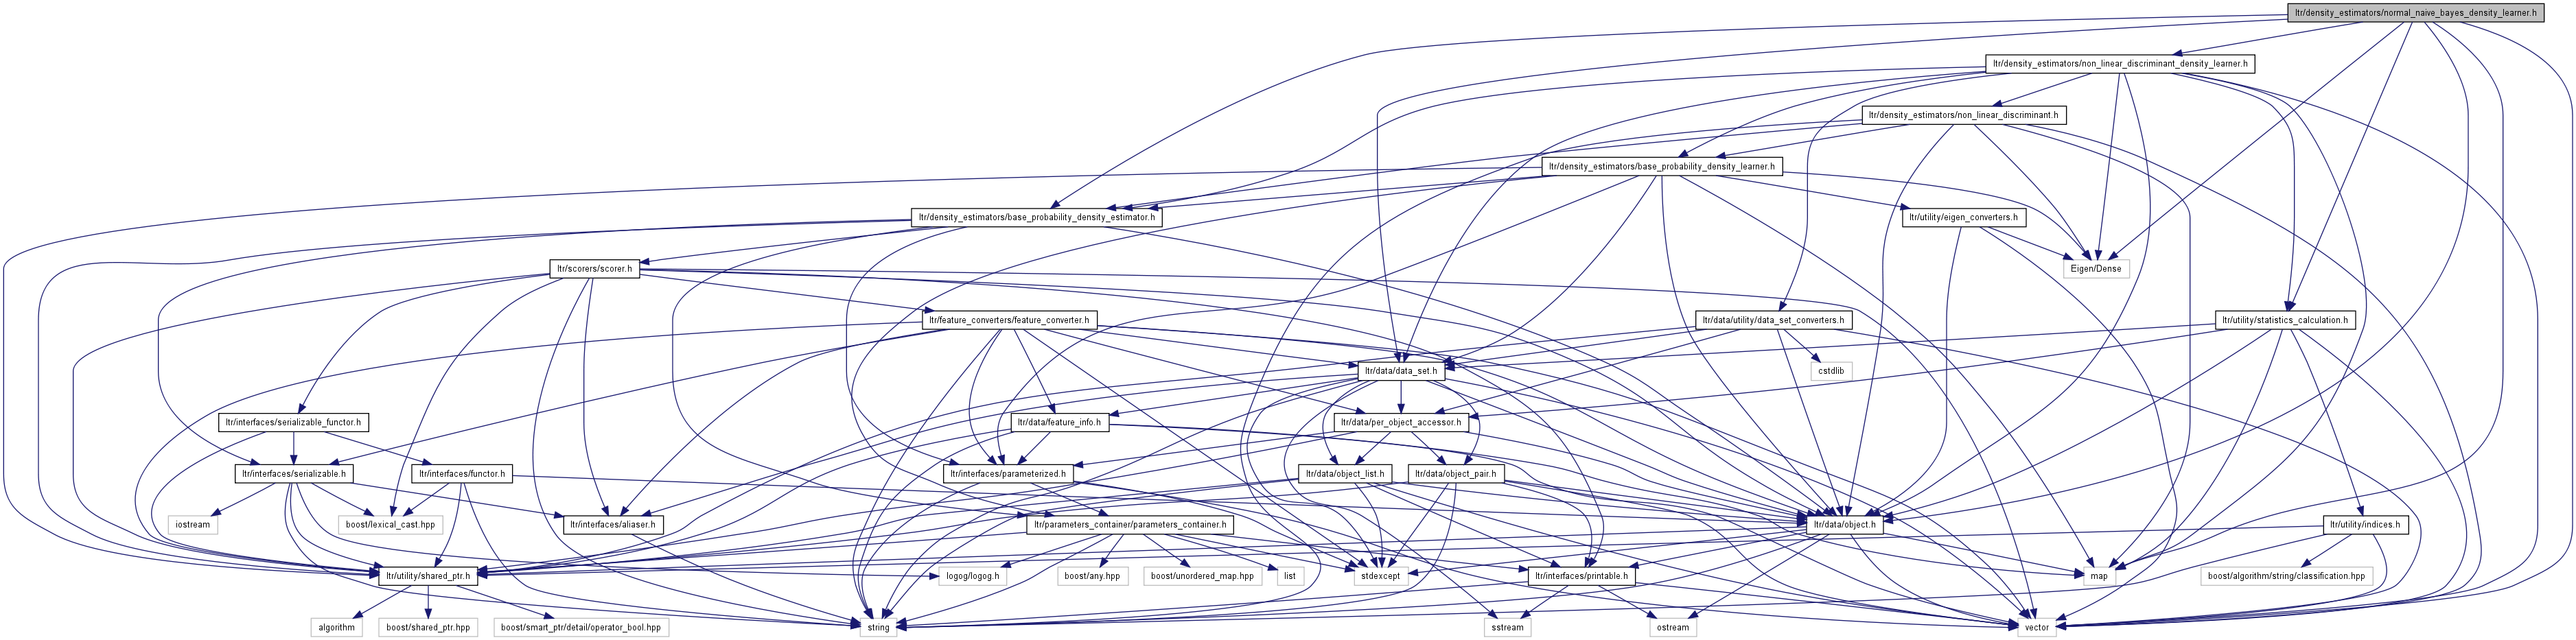 ltr/density_estimators/normal_naive_bayes_density_learner.h
ltr/density_estimators/non_linear_discriminant_density_learner.h
ltr/density_estimators/non_linear_discriminant.h
ltr/density_estimators/base_probability_density_learner.h
ltr/density_estimators/base_probability_density_estimator.h
ltr/utility/eigen_converters.h
ltr/scorers/scorer.h
Eigen/Dense
ltr/feature_converters/feature_converter.h
ltr/data/utility/data_set_converters.h
ltr/utility/statistics_calculation.h
ltr/data/data_set.h
cstdlib
ltr/interfaces/serializable_functor.h
ltr/data/feature_info.h
ltr/data/per_object_accessor.h
ltr/interfaces/serializable.h
ltr/interfaces/functor.h
ltr/interfaces/parameterized.h
ltr/data/object_list.h
ltr/data/object_pair.h
iostream
boost/lexical_cast.hpp
ltr/interfaces/aliaser.h
ltr/parameters_container/parameters_container.h
ltr/data/object.h
ltr/utility/indices.h
ltr/utility/shared_ptr.h
logog/logog.h
boost/any.hpp
boost/unordered_map.hpp
list
stdexcept
ltr/interfaces/printable.h
map
boost/algorithm/string/classification.hpp
algorithm
boost/shared_ptr.hpp
boost/smart_ptr/detail/operator_bool.hpp
string
sstream
ostream
vector